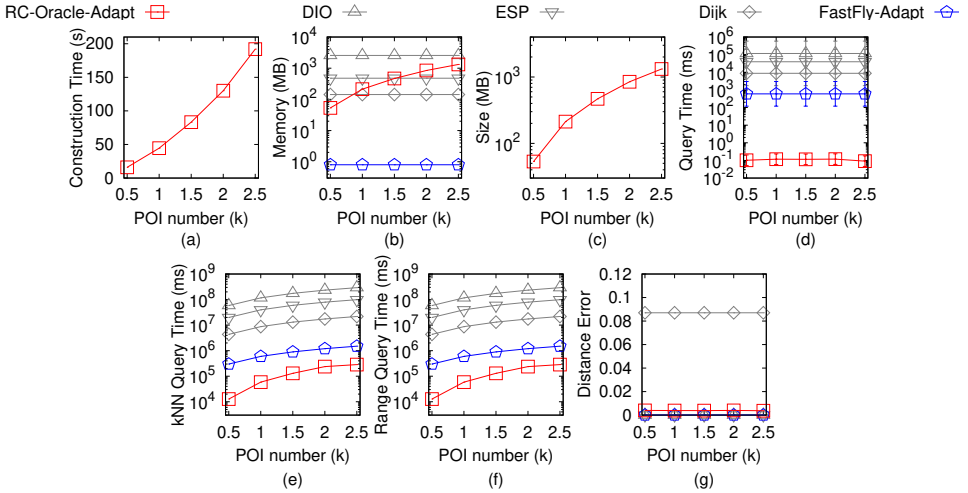 RC-Oracle-Adapt DIO ESP Dijk FastFly-Adapt
Construction Time (s)
200
150
100
50
0
0.5 1 1.5 2 2.5
POI number (k)
(a)
Memory (MB)
10^4
10^3
10^2
10^1
10^0
0.5 1 1.5 2 2.5
POI number (k)
(b)
Size (MB)
10^3
10^2
0.5 1 1.5 2 2.5
POI number (k)
(c)
Query Time (ms)
10^6
10^5
10^4
10^3
10^2
10^1
10^0
10^-1
10^-2
0.5 1 1.5 2 2.5
POI number (k)
(d)
kNN Query Time (ms)
10^9
10^8
10^7
10^6
10^5
10^4
0.5 1 1.5 2 2.5
POI number (k)
(e)
Range Query Time (ms)
10^9
10^8
10^7
10^6
10^5
10^4
0.5 1 1.5 2 2.5
POI number (k)
(f)
Distance Error
0.12
0.1
0.08
0.06
0.04
0.02
0
0.5 1 1.5 2 2.5
POI number (k)
(g)